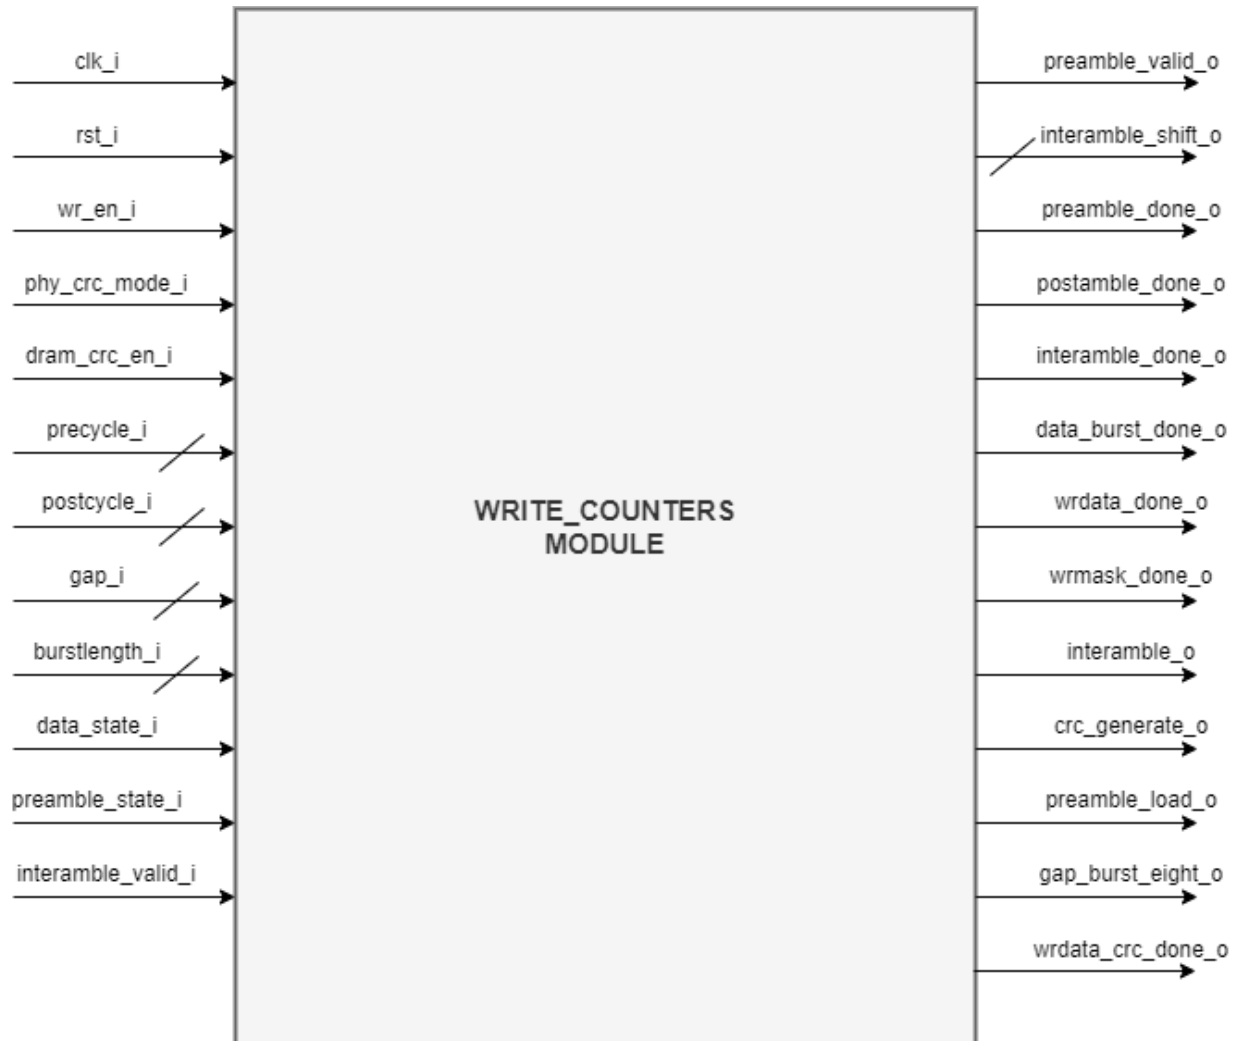 clk_i
rst_i
wr_en_i
phy_crc_mode_i
dram_crc_en_i
precycle_i
postcycle_i
gap_i
burstlength_i
data_state_i
preamble_state_i
interamble_valid_i
WRITE_COUNTERS
MODULE
preamble_valid_o
interamble_shift_o
preamble_done_o
postamble_done_o
interamble_done_o
data_burst_done_o
wrdata_done_o
wrmask_done_o
interamble_o
crc_generate_o
preamble_load_o
gap_burst_eight_o
wrdata_crc_done_o